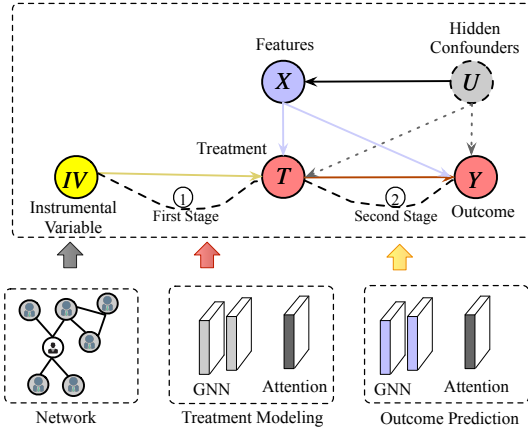 Features
Hidden
Confounders
X
U
Treatment
IV
T
Y
1
2
First Stage
Second Stage
Instrumental
Variable
Outcome
GNN
Attention
GNN
Attention
Network
Treatment Modeling
Outcome Prediction